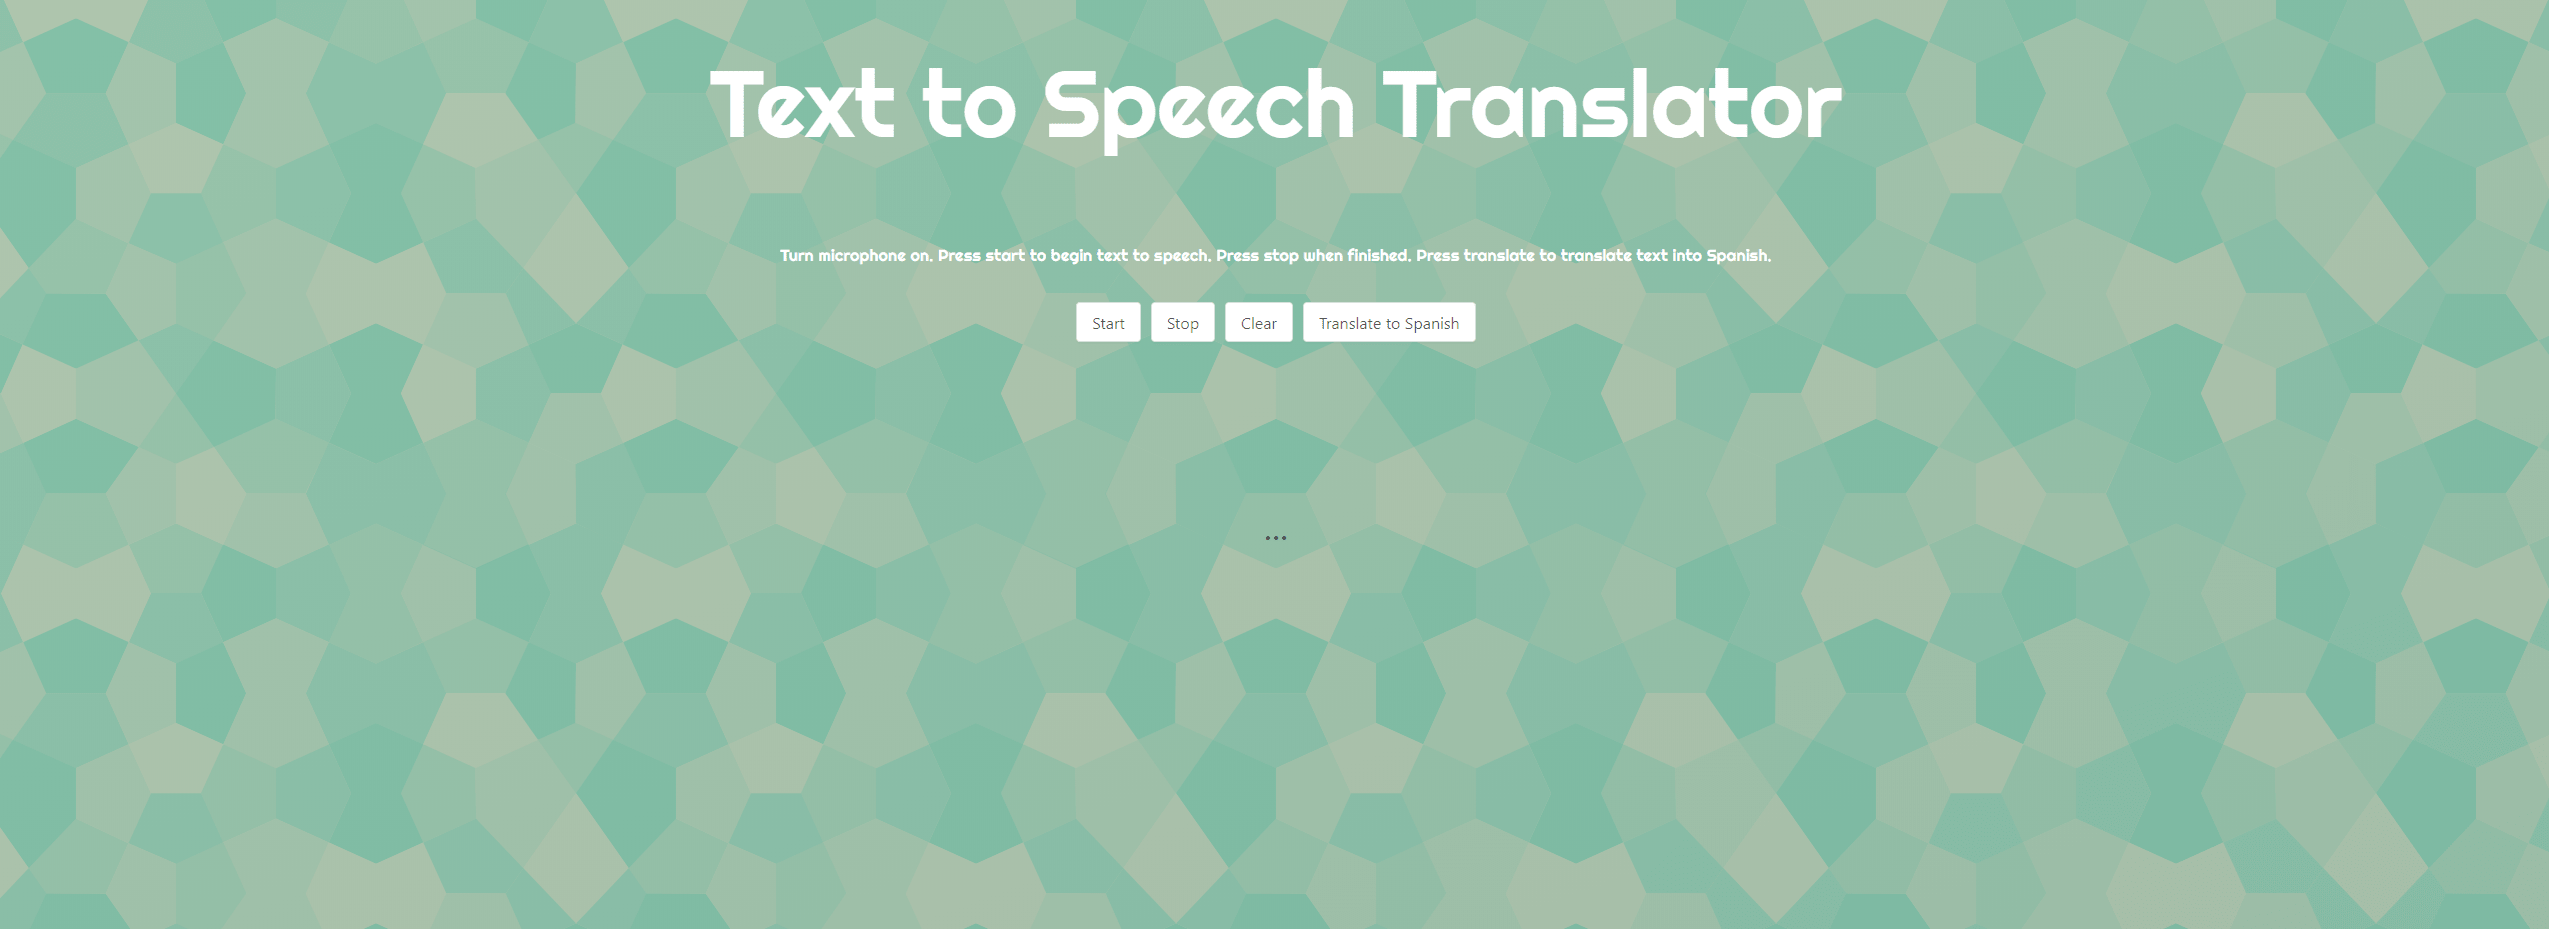 Text to Speech Translator
Turn microphone on. Press start to begin text to speech. Press stop when finished. Press translate to translate text into Spanish.
Start Stop Clear Translate to Spanish
...